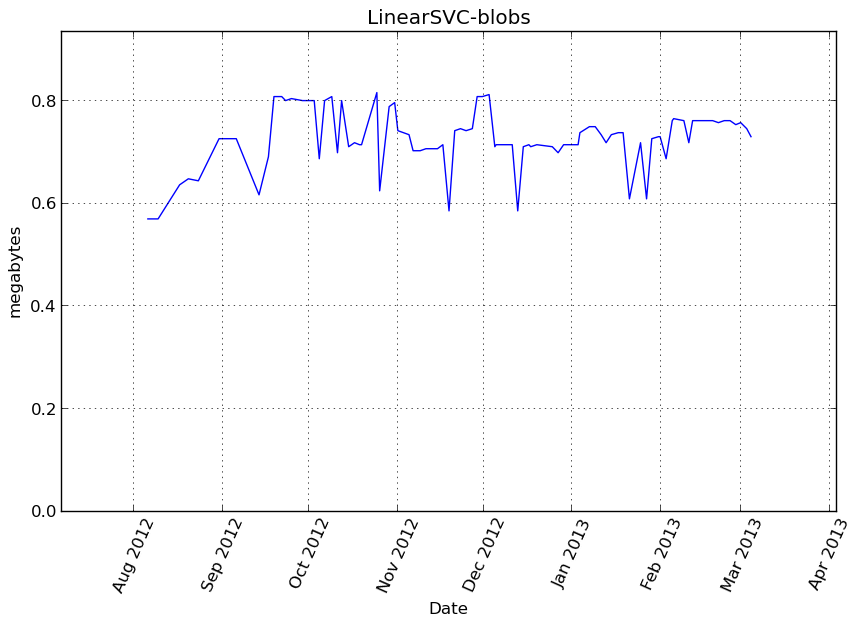 LinearSVC-blobs
megabytes
0.8
0.6
0.4
0.2
0.0
Aug 2012
Sep 2012
Oct 2012
Nov 2012
Dec 2012
Jan 2013
Feb 2013
Mar 2013
Apr 2013
Date